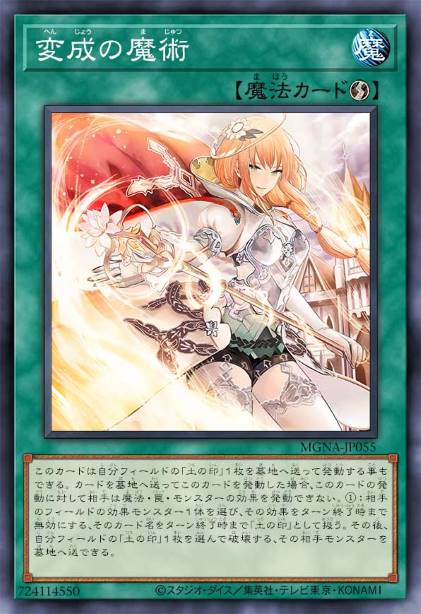 変成の魔術
魔
【魔法カード】
MGNA-JP055
このカードは自分フィールドの「土の印」1枚を墓地へ送って発動する事も
できる。カードを墓地へ送ってこのカードを発動した場合、このカードの発
動に対して相手は魔法・罠・モンスターの効果を発動できない。①:相手
のフィールドの効果モンスター1体を選び、その効果をターン終了時まで
無効にする、そのカード名をターン終了時まで「土の印」として扱う。その後、
自分フィールドの「土の印」1枚を選んで破壊する、その相手モンスターを
墓地へ送できる。
724114550
©スタジオ・ダイス/集英社・テレビ東京・KONAMI